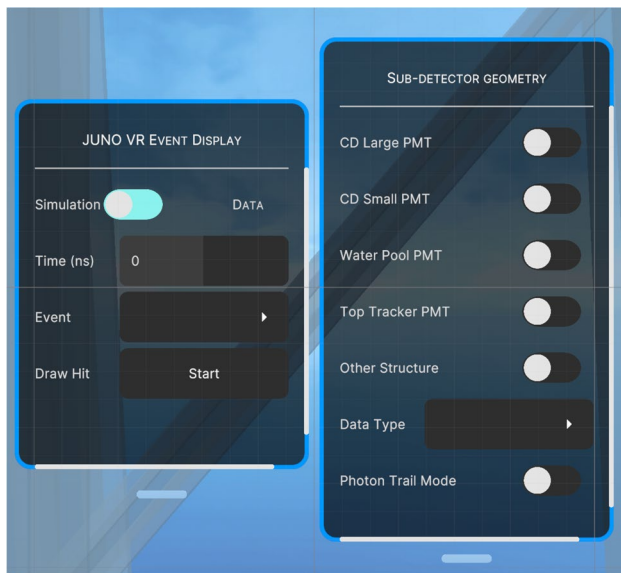 JUNO VR Event Display
Simulation Data
Time (ns) 0
Event
Draw Hit Start
Sub-detector geometry
CD Large PMT
CD Small PMT
Water Pool PMT
Top Tracker PMT
Other Structure
Data Type
Photon Trail Mode